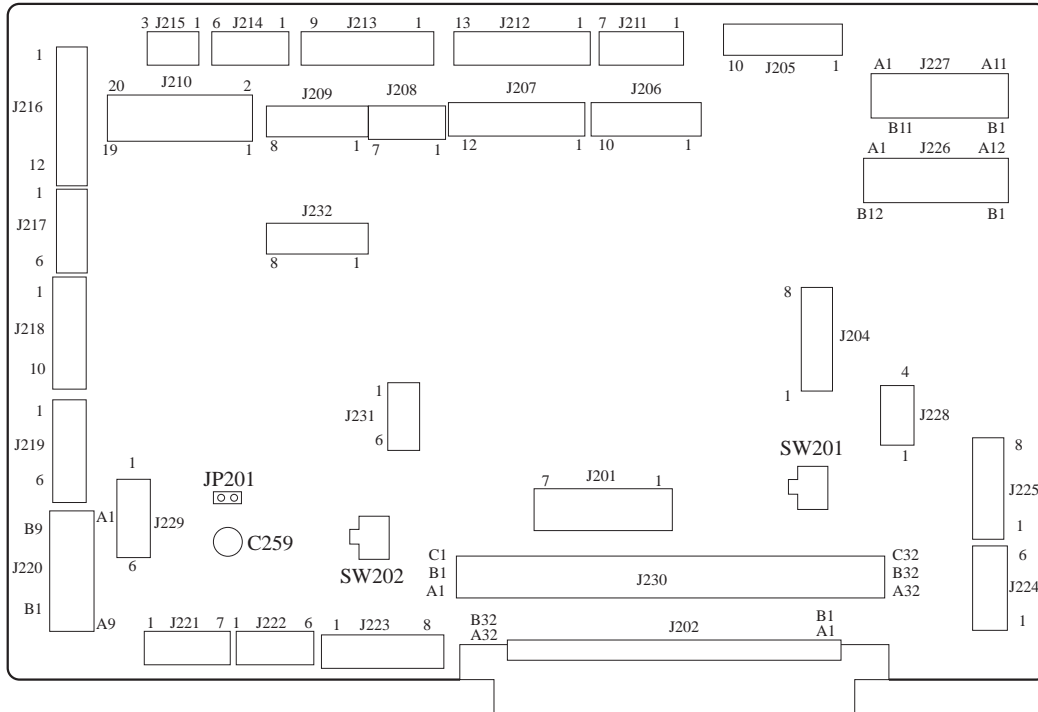 3 J215 1 6 J214 1 9 J213 1 13 J212 1 7 J211 1
10 J205 1
1
J216
12
20 J210 2
19 1
J209
8 1
J208
7 1
J207
12 1
J206
10 1
A1 J227 A11
B11 B1
A1 J226 A12
B12 B1
1
J217
6
J232
8 1
1
J218
10
8
J204
1
4
J228
1
1
J231
6
1
J219
6
1
J229
6
JP201
C259
SW201
SW202
7 J201 1
8
J225
1
B9 A1
J220
B1 A9
C1 C32
B1 J230 B32
A1 A32
6
J224
1
1 J221 7 1 J222 6 1 J223 8
B32 J202 B1
A32 A1